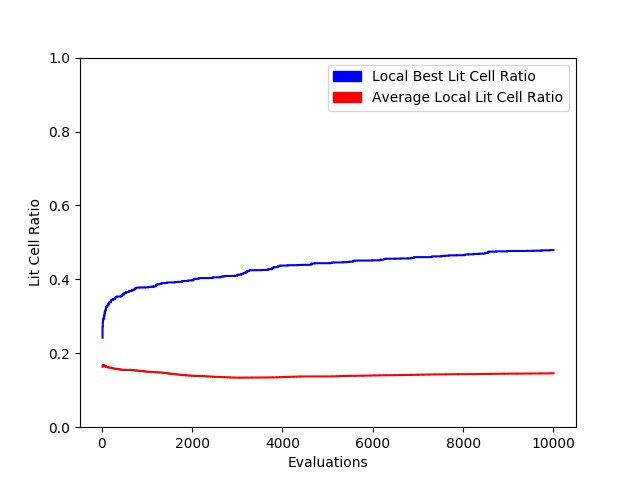 Local Best Lit Cell Ratio
Average Local Lit Cell Ratio
Lit Cell Ratio
1.0
0.8
0.6
0.4
0.2
0.0
0 2000 4000 6000 8000 10000
Evaluations